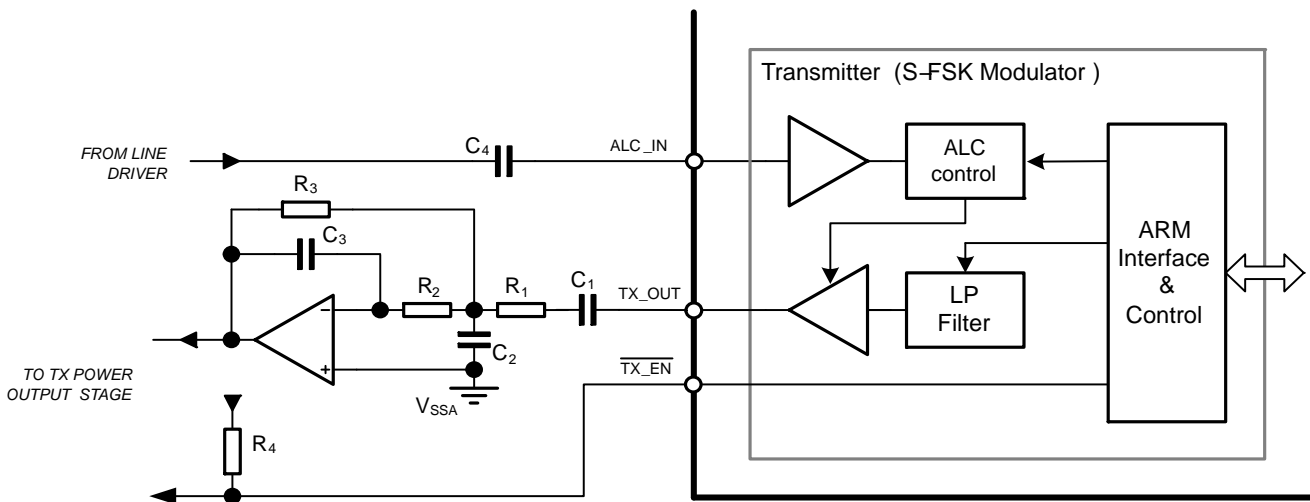 Transmitter (S–FSK Modulator )
FROM LINE
DRIVER
C4
ALC_IN
ALC
control
R3
C3
ARM
Interface
&
Control
R2
R1
C1
TX_OUT
LP
Filter
–
+
C2
TX_EN
VSSA
TO TX POWER
OUTPUT STAGE
R4